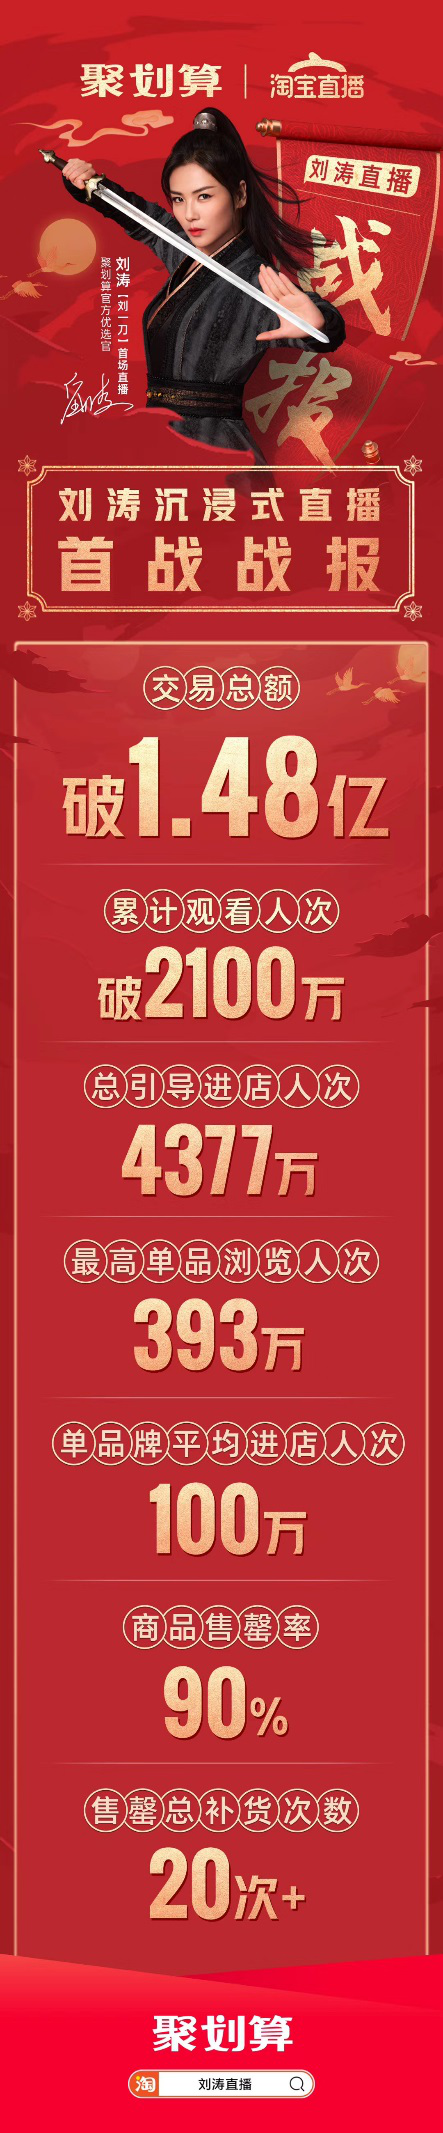 聚划算 | 淘宝直播
刘涛直播
战报
刘涛【刘一刀】首场直播
聚划算官方优选官
刘涛沉浸式直播
首战战报
交易总额
破1.48亿
累计观看人次
破2100万
总引导进店人次
4377万
最高单品浏览人次
393万
单品牌平均进店人次
100万
商品售罄率
90%
售罄总补货次数
20次+
聚划算
淘 刘涛直播